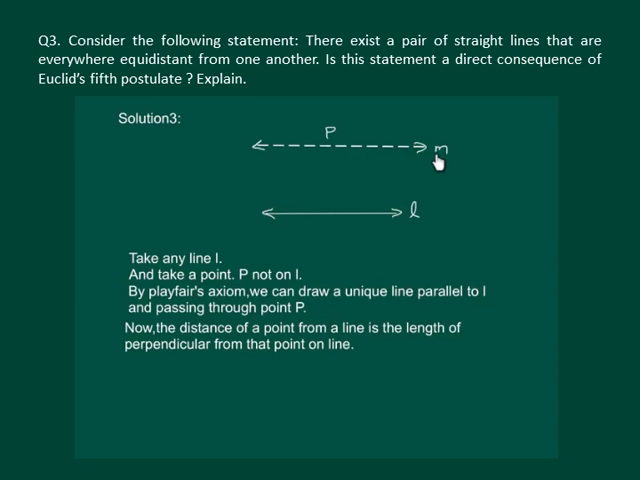 Q3. Consider the following statement: There exist a pair of straight lines that are
everywhere equidistant from one another. Is this statement a direct consequence of
Euclid's fifth postulate ? Explain.
Solution3:
P
m
l
Take any line l.
And take a point. P not on l.
By playfair's axiom,we can draw a unique line parallel to l
and passing through point P.
Now,the distance of a point from a line is the length of
perpendicular from that point on line.